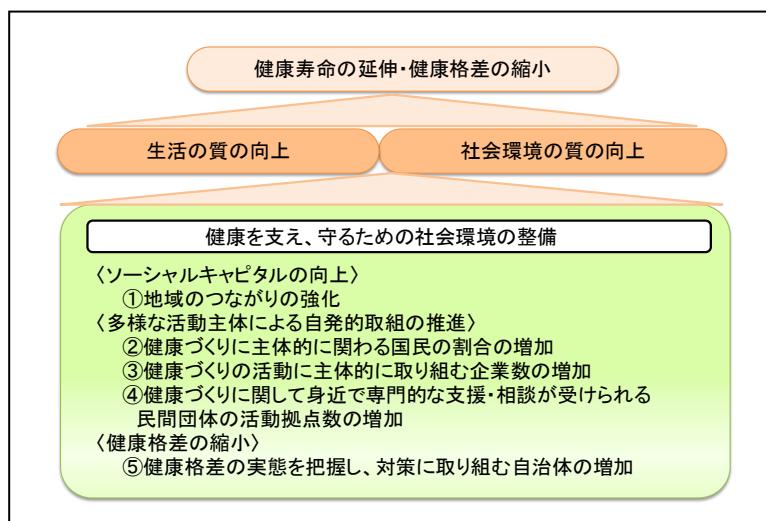 健康寿命の延伸・健康格差の縮小
生活の質の向上
社会環境の質の向上
健康を支え、守るための社会環境の整備
〈ソーシャルキャピタルの向上〉
①地域のつながりの強化
〈多様な活動主体による自発的取組の推進〉
②健康づくりに主体的に関わる国民の割合の増加
③健康づくりの活動に主体的に取り組む企業数の増加
④健康づくりに関して身近で専門的な支援・相談が受けられる
民間団体の活動拠点数の増加
〈健康格差の縮小〉
⑤健康格差の実態を把握し、対策に取り組む自治体の増加